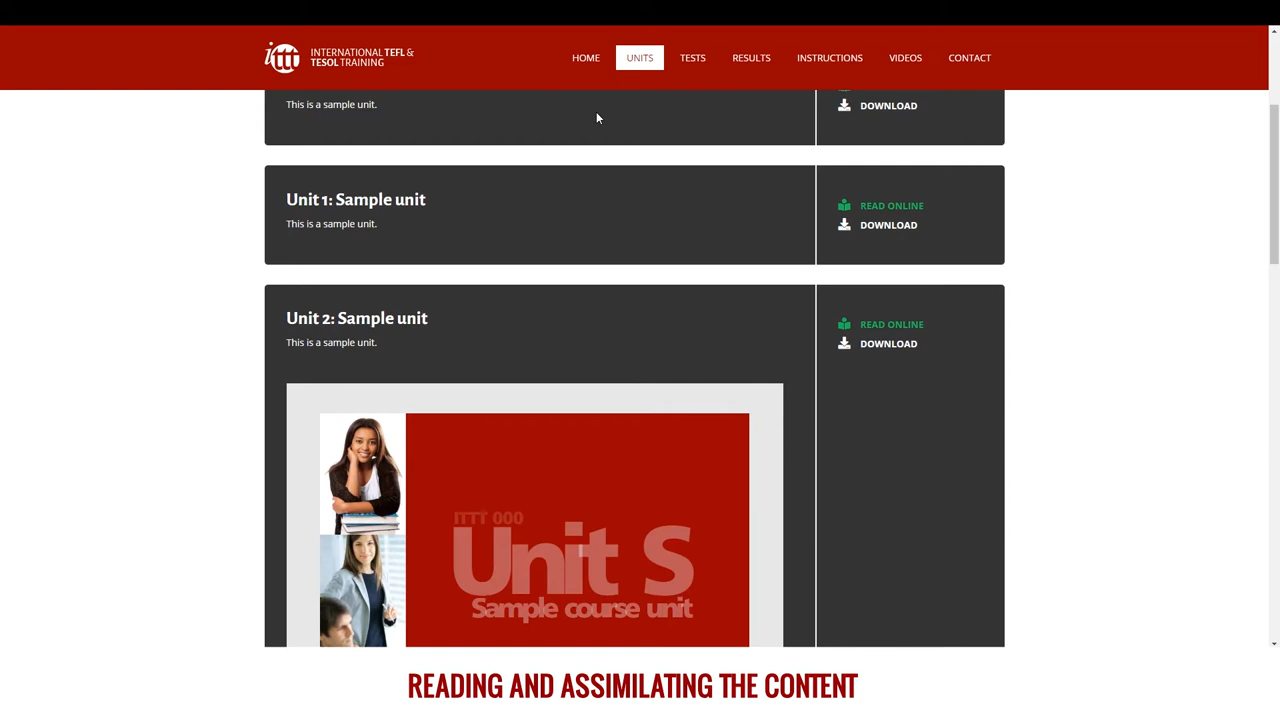 ittt
INTERNATIONAL TEFL &
TESOL TRAINING
HOME UNITS TESTS RESULTS INSTRUCTIONS VIDEOS CONTACT
This is a sample unit.
DOWNLOAD
Unit 1: Sample unit
This is a sample unit.
READ ONLINE
DOWNLOAD
Unit 2: Sample unit
This is a sample unit.
READ ONLINE
DOWNLOAD
ITTT 000
Unit S
Sample course unit
READING AND ASSIMILATING THE CONTENT